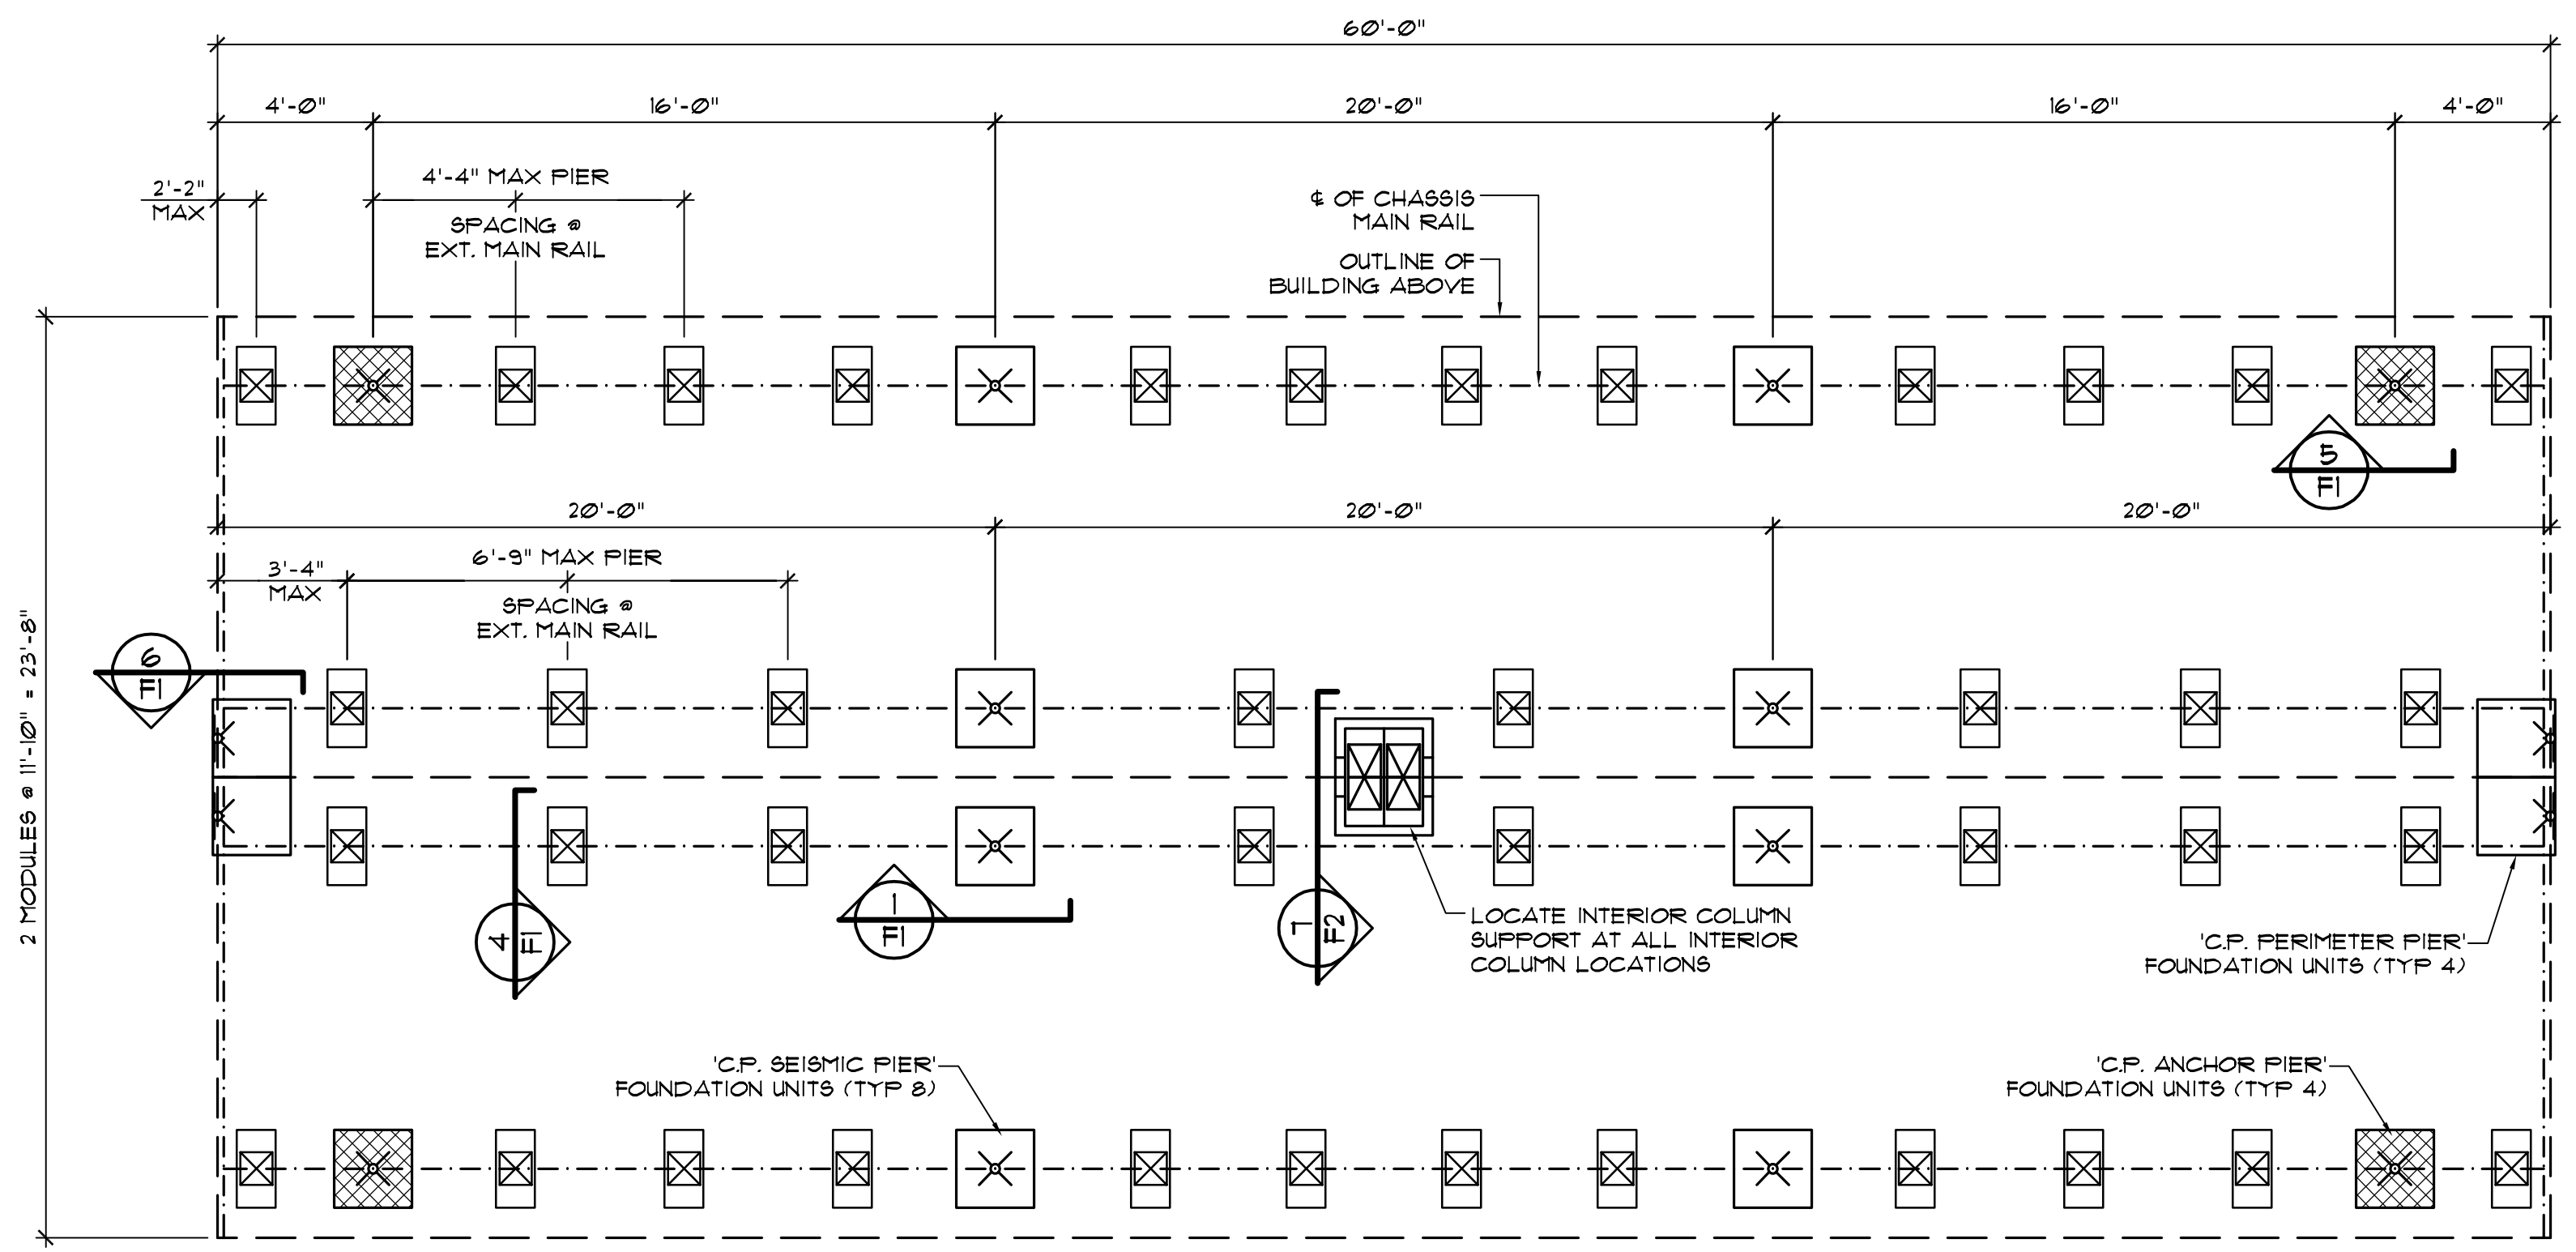 60'-0"
4'-0" 16'-0" 20'-0" 16'-0" 4'-0"
2'-2"
MAX
4'-4" MAX PIER
SPACING @
EXT. MAIN RAIL
℄ OF CHASSIS
MAIN RAIL
OUTLINE OF
BUILDING ABOVE
5
F1
20'-0" 20'-0" 20'-0"
3'-4"
MAX
6'-9" MAX PIER
SPACING @
EXT. MAIN RAIL
2 MODULES @ 11'-10" = 23'-8"
6
F1
4
F1
1
F1
1
F2
LOCATE INTERIOR COLUMN
SUPPORT AT ALL INTERIOR
COLUMN LOCATIONS
'C.P. PERIMETER PIER'
FOUNDATION UNITS (TYP 4)
'C.P. SEISMIC PIER'
FOUNDATION UNITS (TYP 8)
'C.P. ANCHOR PIER'
FOUNDATION UNITS (TYP 4)